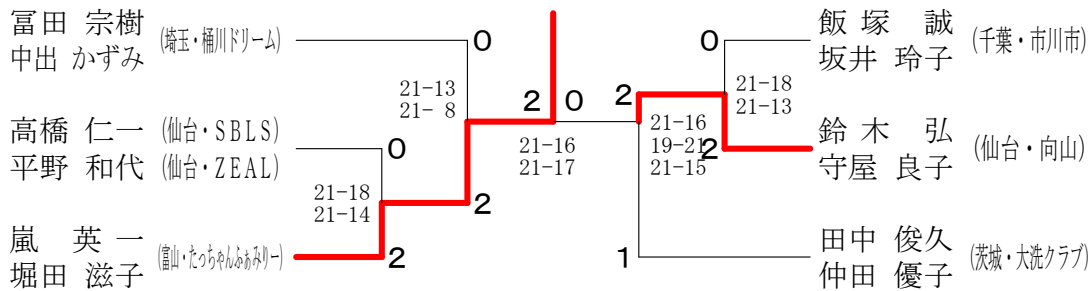 冨田 宗樹
中出 かずみ
(埼玉・桶川ドリーム)
0
21-13
21- 8
高橋 仁一 (仙台・SBLS)
平野 和代 (仙台・ZEAL)
0
21-18
21-14
2
嵐 英一
堀田 滋子
(富山・たっちゃんふぁみりー)
2
2 0
21-16
21-17
飯塚 誠
坂井 玲子
(千葉・市川市)
0
21-18
21-13
2
21-16
19-21
21-15
2
鈴木 弘
守屋 良子
(仙台・向山)
田中 俊久
仲田 優子
(茨城・大洗クラブ)
1